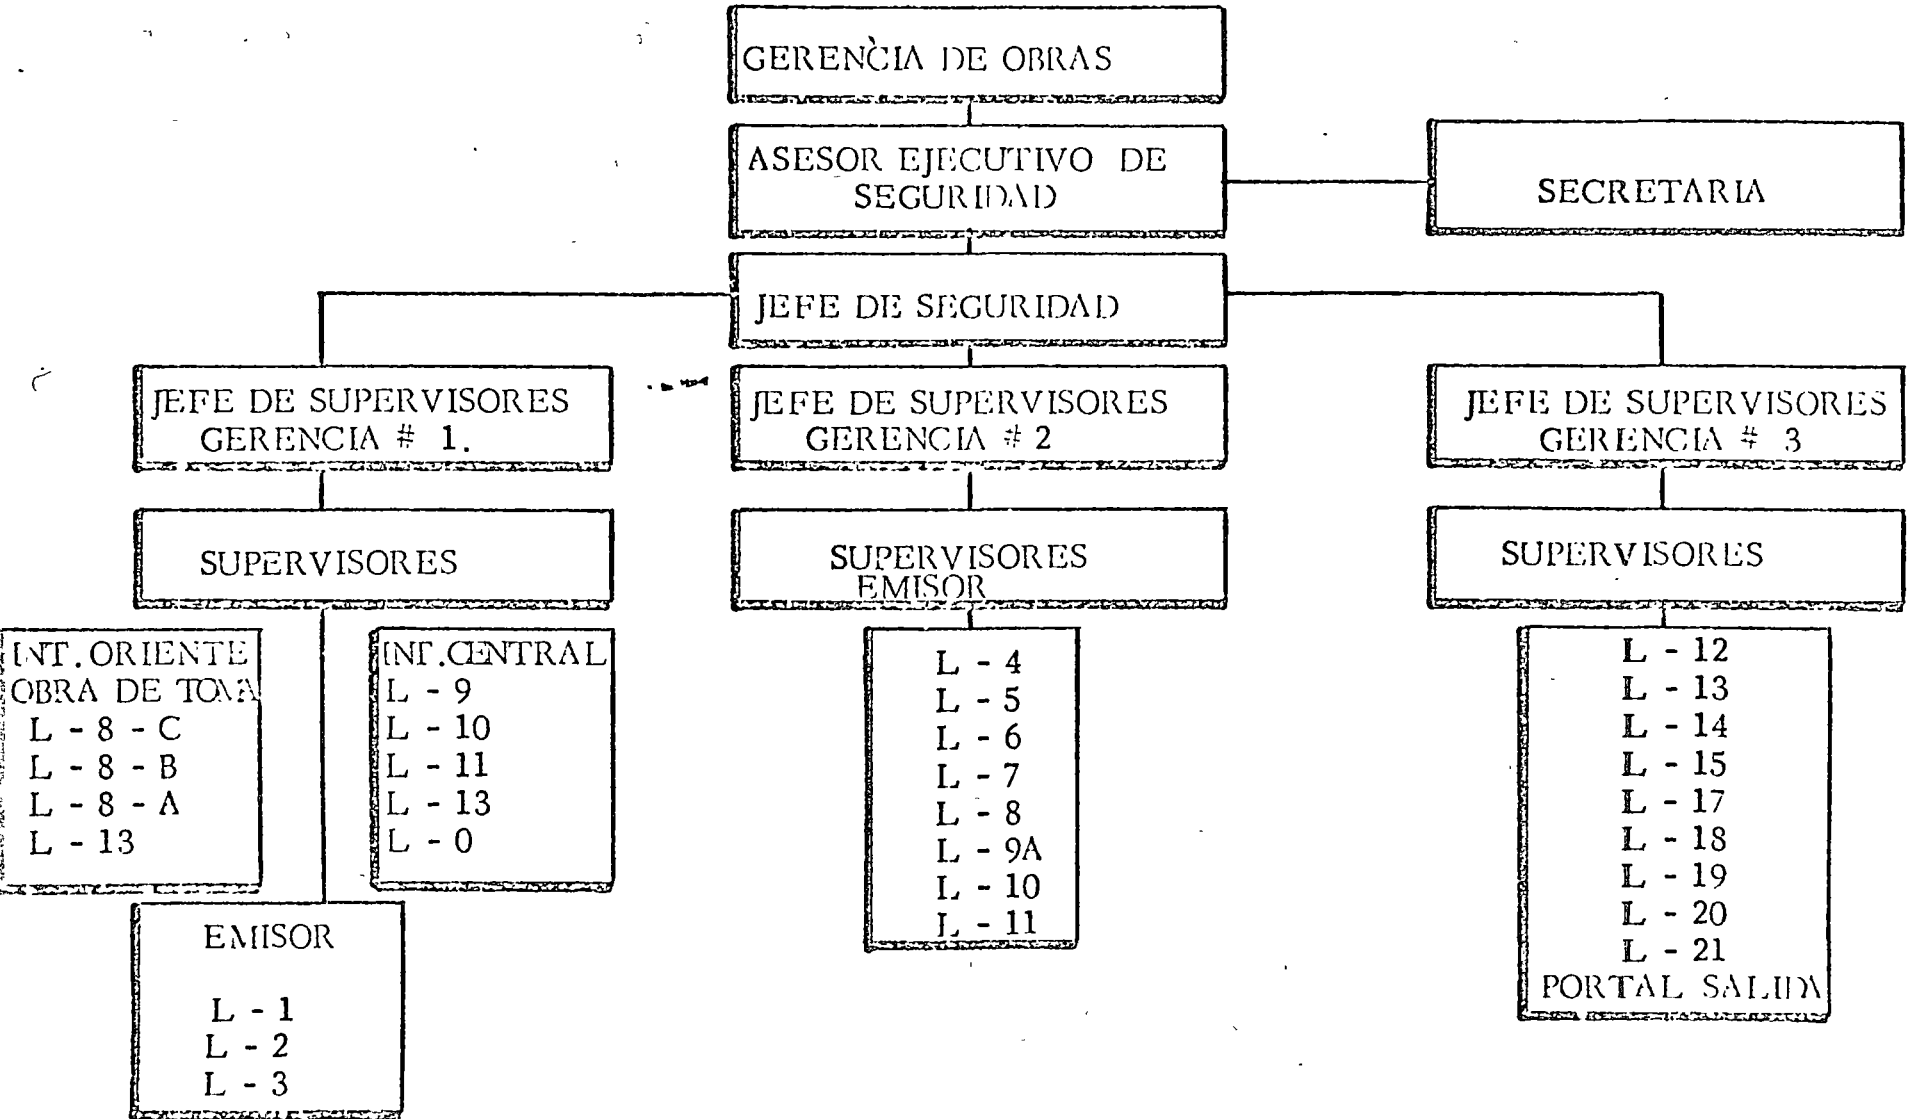 GERENCIA DE OBRAS
ASESOR EJECUTIVO DE
SEGURIDAD
SECRETARIA
JEFE DE SEGURIDAD
JEFE DE SUPERVISORES
GERENCIA # 1.
JEFE DE SUPERVISORES
GERENCIA # 2
JEFE DE SUPERVISORES
GERENCIA # 3
SUPERVISORES
SUPERVISORES
EMISOR
SUPERVISORES
INT. ORIENTE
OBRA DE TOMA
L - 8 - C
L - 8 - B
L - 8 - A
L - 13
INT. CENTRAL
L - 9
L - 10
L - 11
L - 13
L - 0
EMISOR
L - 1
L - 2
L - 3
L - 4
L - 5
L - 6
L - 7
L - 8
L - 9A
L - 10
L - 11
L - 12
L - 13
L - 14
L - 15
L - 17
L - 18
L - 19
L - 20
L - 21
PORTAL SALIDA